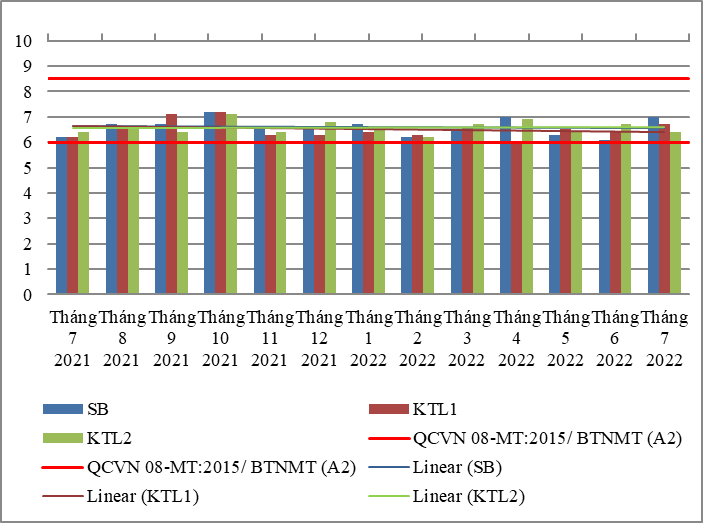 10
9
8
7
6
5
4
3
2
1
0
Tháng Tháng Tháng Tháng Tháng Tháng Tháng Tháng Tháng Tháng Tháng Tháng Tháng
7 8 9 10 11 12 1 2 3 4 5 6 7
2021 2021 2021 2021 2021 2021 2022 2022 2022 2022 2022 2022 2022
SB KTL1
KTL2 QCVN 08-MT:2015/ BTNMT (A2)
QCVN 08-MT:2015/ BTNMT (A2) Linear (SB)
Linear (KTL1) Linear (KTL2)